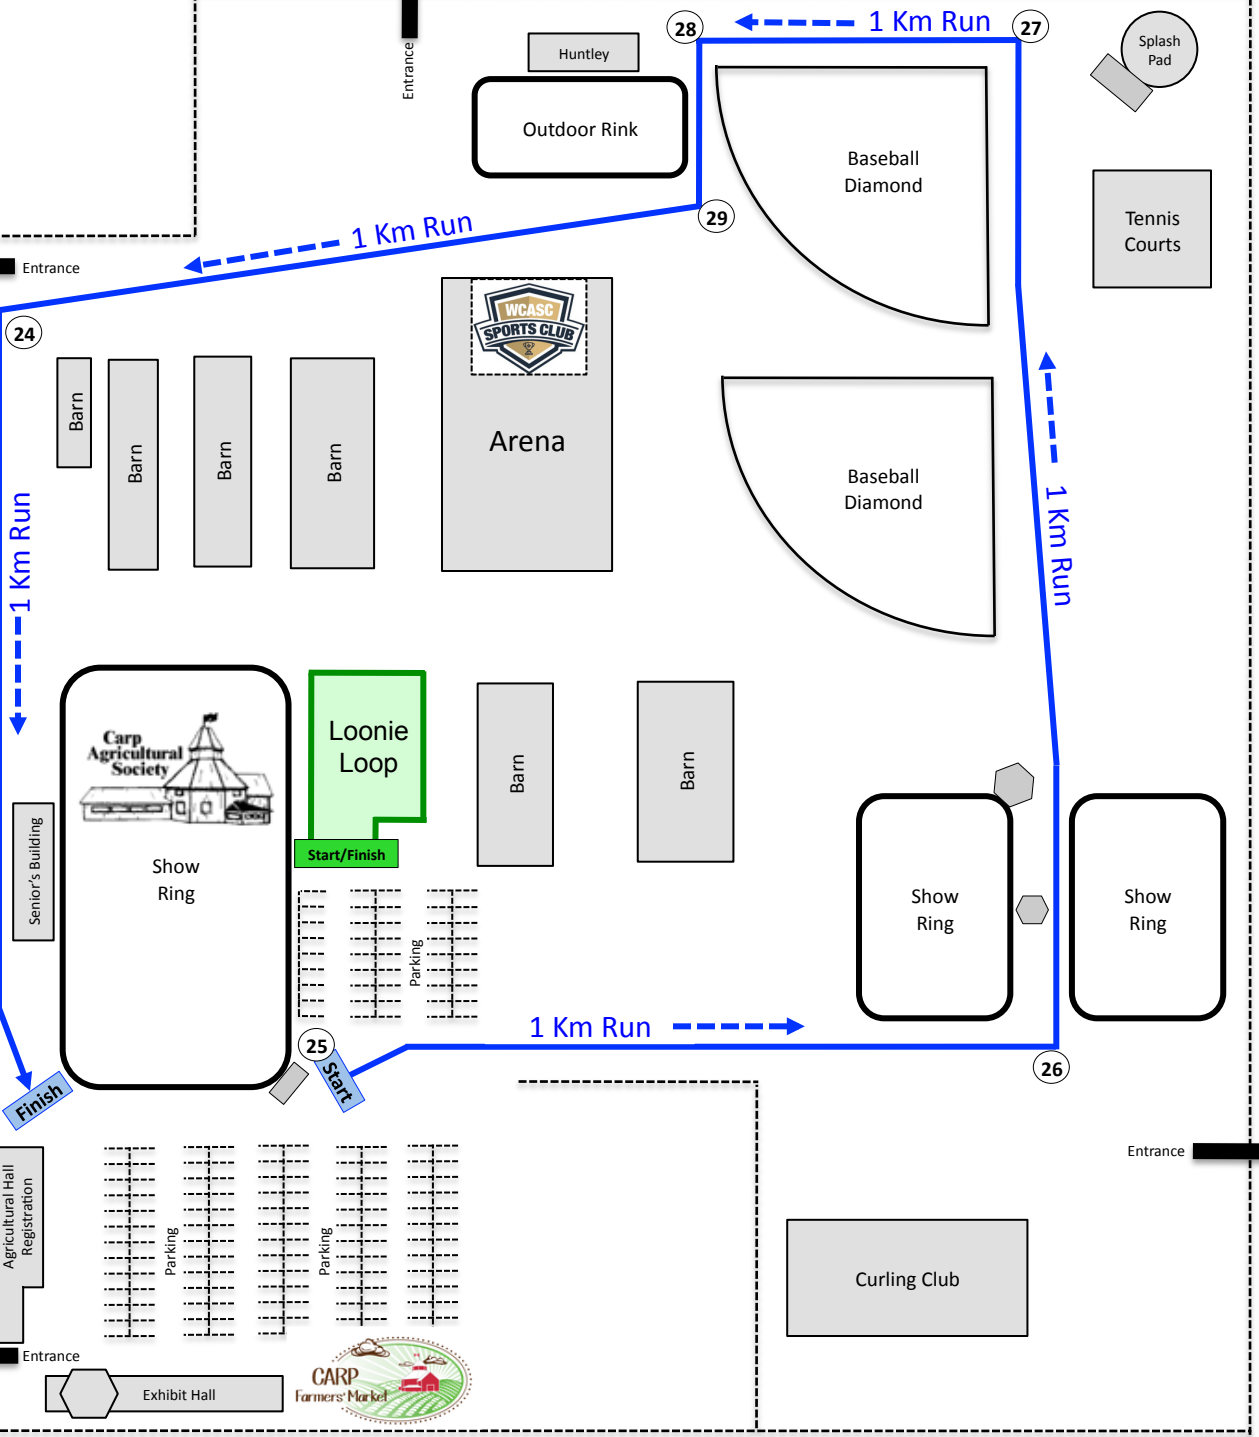 28
1 Km Run
27
Entrance
Huntley
Splash
Pad
Outdoor Rink
Baseball
Diamond
Tennis
Courts
29
1 Km Run
Entrance
24
WCASC
SPORTS CLUB
Barn
Barn
Barn
Barn
Arena
Baseball
Diamond
1 Km Run
1 Km Run
Carp
Agricultural
Society
Loonie
Loop
Barn
Barn
Start/Finish
Senior's Building
Show
Ring
Show
Ring
Show
Ring
Parking
25
1 Km Run
26
Start
Finish
Entrance
Agricultural Hall
Registration
Parking
Parking
Curling Club
Entrance
Exhibit Hall
CARP
Farmers' Market